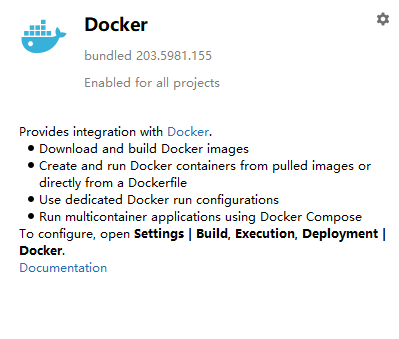 Docker
bundled 203.5981.155
Enabled for all projects
Provides integration with Docker.
● Download and build Docker images
● Create and run Docker containers from pulled images or
directly from a Dockerfile
● Use dedicated Docker run configurations
● Run multicontainer applications using Docker Compose
To configure, open Settings | Build, Execution, Deployment |
Docker.
Documentation